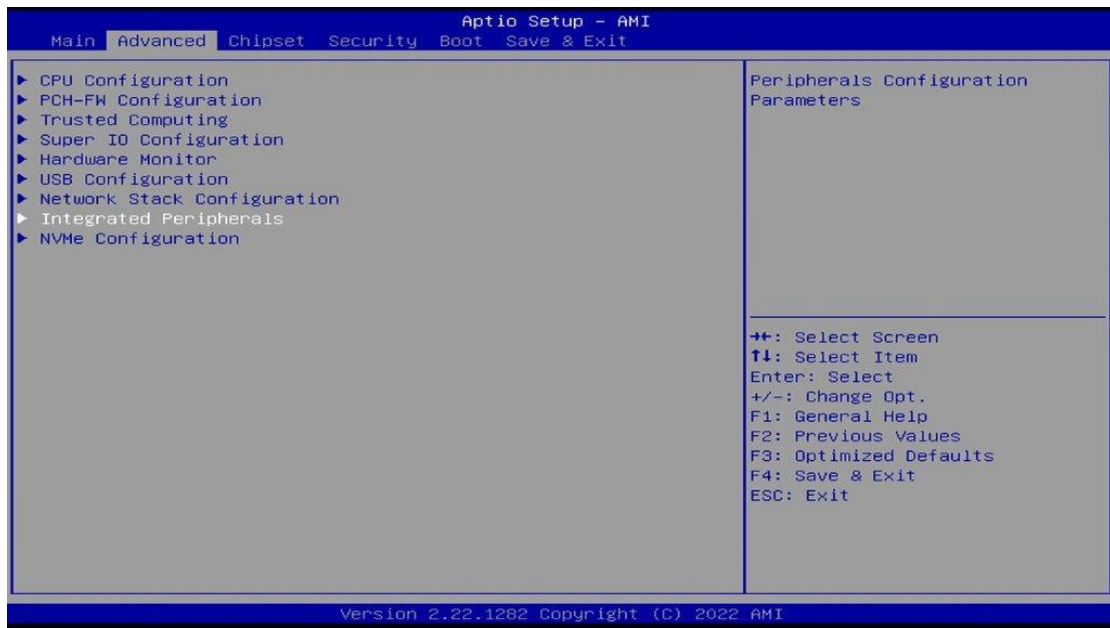 Aptio Setup - AMI
Main Advanced Chipset Security Boot Save & Exit
▶ CPU Configuration
▶ PCH-FW Configuration
▶ Trusted Computing
▶ Super IO Configuration
▶ Hardware Monitor
▶ USB Configuration
▶ Network Stack Configuration
▶ Integrated Peripherals
▶ NVMe Configuration
Peripherals Configuration
Parameters
→←: Select Screen
↑↓: Select Item
Enter: Select
+/-: Change Opt.
F1: General Help
F2: Previous Values
F3: Optimized Defaults
F4: Save & Exit
ESC: Exit
Version 2.22.1282 Copyright (C) 2022 AMI